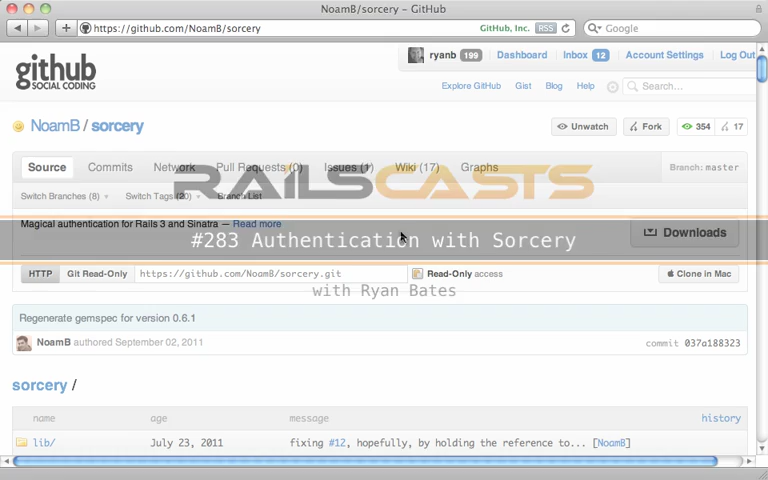 NoamB/sorcery – GitHub
https://github.com/NoamB/sorcery
GitHub, Inc.
RSS
Google
github
SOCIAL CODING
ryanb 199 Dashboard Inbox 12 Account Settings Log Out
Explore GitHub Gist Blog Help Search...
NoamB / sorcery
Unwatch Fork 354 17
Source Commits Network Pull Requests (0) Issues (1) Wiki (17) Graphs Branch: master
RAILSCASTS
Switch Branches (8) Switch Tags (20) Branch List
Magical authentication for Rails 3 and Sinatra — Read more
Downloads
#283 Authentication with Sorcery
HTTP Git Read-Only https://github.com/NoamB/sorcery.git Read-Only access Clone in Mac
with Ryan Bates
Regenerate gemspec for version 0.6.1
NoamB authored September 02, 2011 commit 037a188323
sorcery /
name age message history
lib/ July 23, 2011 fixing #12, hopefully, by holding the reference to... [NoamB]